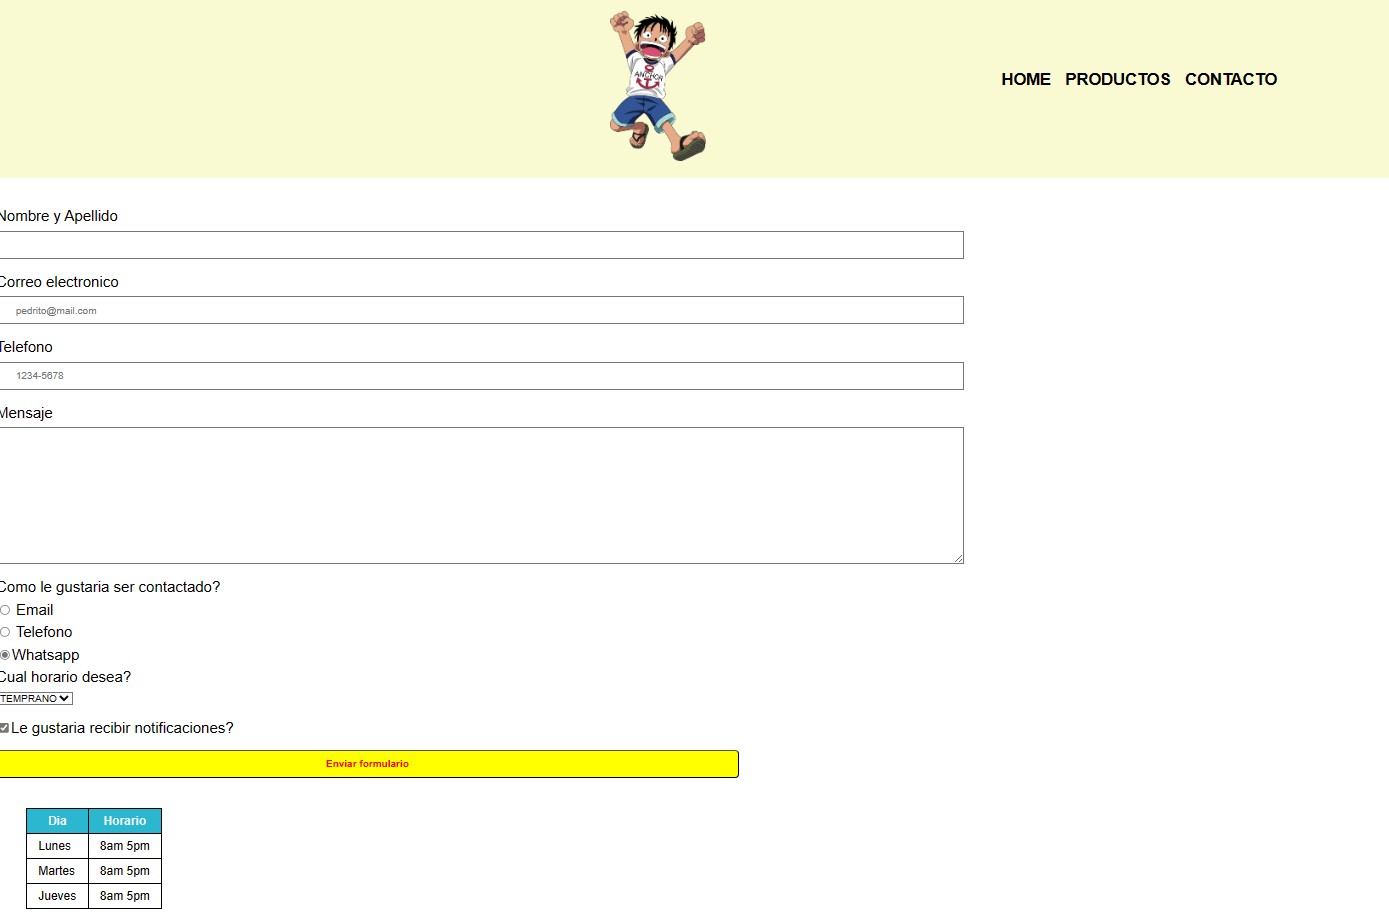 ANCHOR
HOME PRODUCTOS CONTACTO
Nombre y Apellido
Correo electronico
pedrito@mail.com
Telefono
1234-5678
Mensaje
Como le gustaria ser contactado?
Email
Telefono
Whatsapp
Cual horario desea?
TEMPRANO
Le gustaria recibir notificaciones?
Enviar formulario
Dia Horario
Lunes 8am 5pm
Martes 8am 5pm
Jueves 8am 5pm